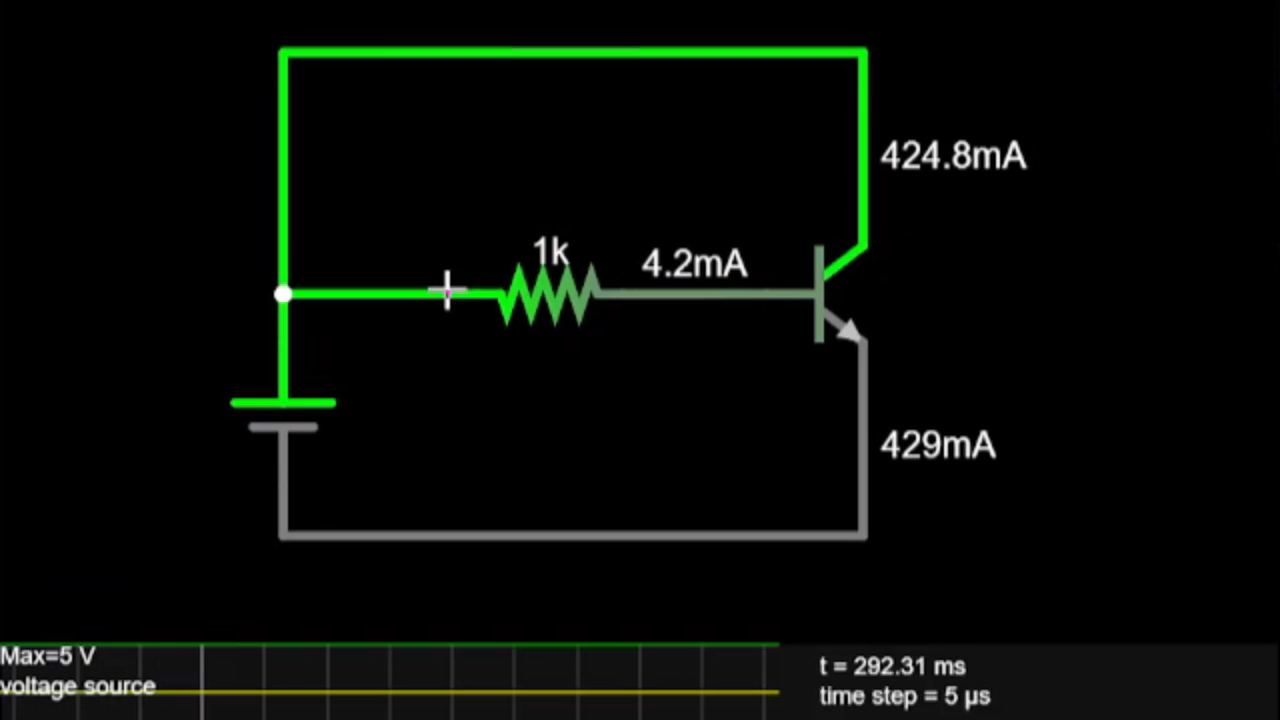 424.8mA
1k
4.2mA
429mA
Max=5 V
voltage source
t = 292.31 ms
time step = 5 µs